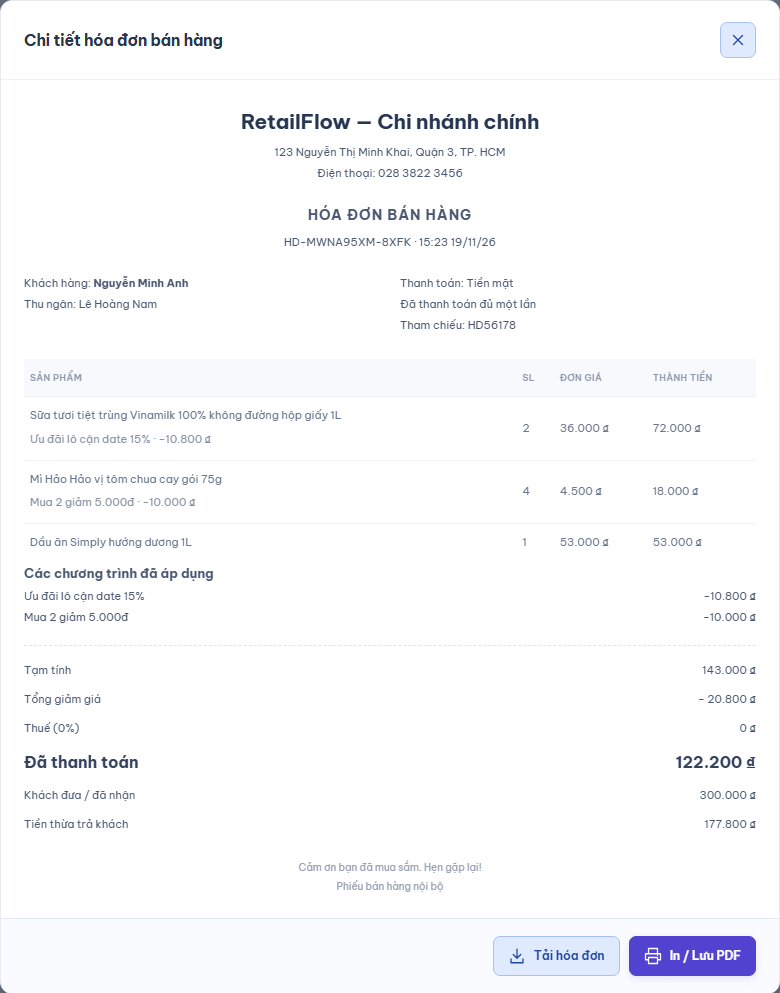 Chi tiết hóa đơn bán hàng
RetailFlow — Chi nhánh chính
123 Nguyễn Thị Minh Khai, Quận 3, TP. HCM
Điện thoại: 028 3822 3456
HÓA ĐƠN BÁN HÀNG
HD-MWNA95XM-8XFK · 15:23 19/11/26
Khách hàng: Nguyễn Minh Anh
Thu ngân: Lê Hoàng Nam
Thanh toán: Tiền mặt
Đã thanh toán đủ một lần
Tham chiếu: HD56178
SẢN PHẨM SL ĐƠN GIÁ THÀNH TIỀN
Sữa tươi tiệt trùng Vinamilk 100% không đường hộp giấy 1L 2 36.000 ₫ 72.000 ₫
Ưu đãi lô cận date 15% · -10.800 ₫
Mì Hảo Hảo vị tôm chua cay gói 75g 4 4.500 ₫ 18.000 ₫
Mua 2 giảm 5.000đ · -10.000 ₫
Dầu ăn Simply hướng dương 1L 1 53.000 ₫ 53.000 ₫
Các chương trình đã áp dụng
Ưu đãi lô cận date 15% -10.800 ₫
Mua 2 giảm 5.000đ -10.000 ₫
Tạm tính 143.000 ₫
Tổng giảm giá - 20.800 ₫
Thuế (0%) 0 ₫
Đã thanh toán 122.200 ₫
Khách đưa / đã nhận 300.000 ₫
Tiền thừa trả khách 177.800 ₫
Cảm ơn bạn đã mua sắm. Hẹn gặp lại!
Phiếu bán hàng nội bộ
Tải hóa đơn
In / Lưu PDF